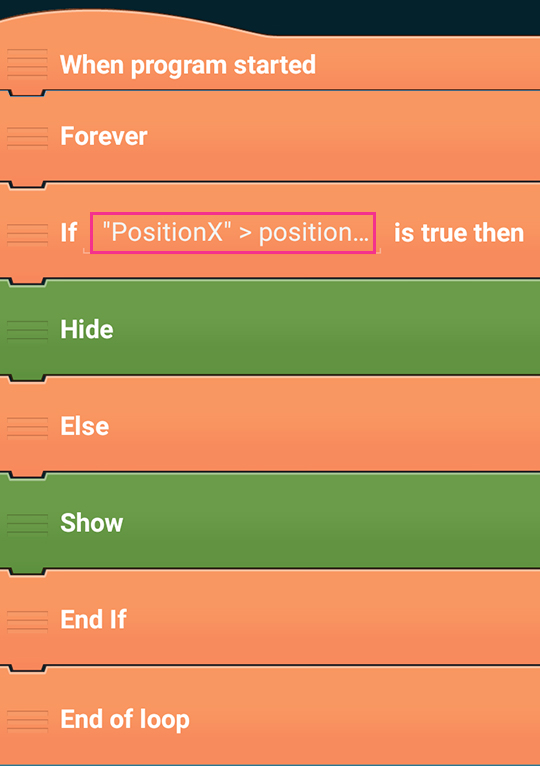 When program started
Forever
If "PositionX" > position... is true then
Hide
Else
Show
End If
End of loop